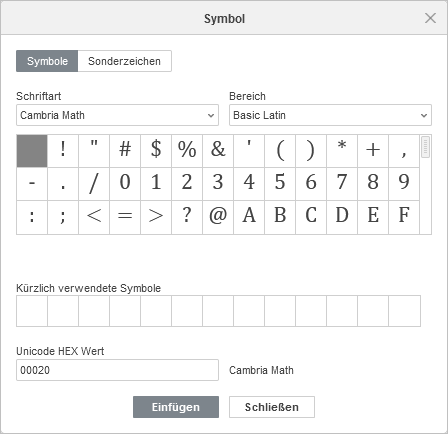 Symbol
Symbole Sonderzeichen
Schriftart Bereich
Cambria Math Basic Latin
! " # $ % & ' ( ) * + ,
- . / 0 1 2 3 4 5 6 7 8 9
: ; < = > ? @ A B C D E F
Kürzlich verwendete Symbole
Unicode HEX Wert
00020 Cambria Math
Einfügen Schließen